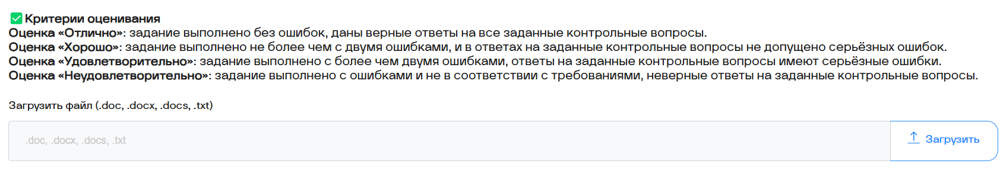 ✅ Критерии оценивания
Оценка «Отлично»: задание выполнено без ошибок, даны верные ответы на все заданные контрольные вопросы.
Оценка «Хорошо»: задание выполнено не более чем с двумя ошибками, и в ответах на заданные контрольные вопросы не допущено серьёзных ошибок.
Оценка «Удовлетворительно»: задание выполнено с более чем двумя ошибками, ответы на заданные контрольные вопросы имеют серьёзные ошибки.
Оценка «Неудовлетворительно»: задание выполнено с ошибками и не в соответствии с требованиями, неверные ответы на заданные контрольные вопросы.
Загрузить файл (.doc, .docx, .docs, .txt)
.doc, .docx, .docs, .txt
Загрузить